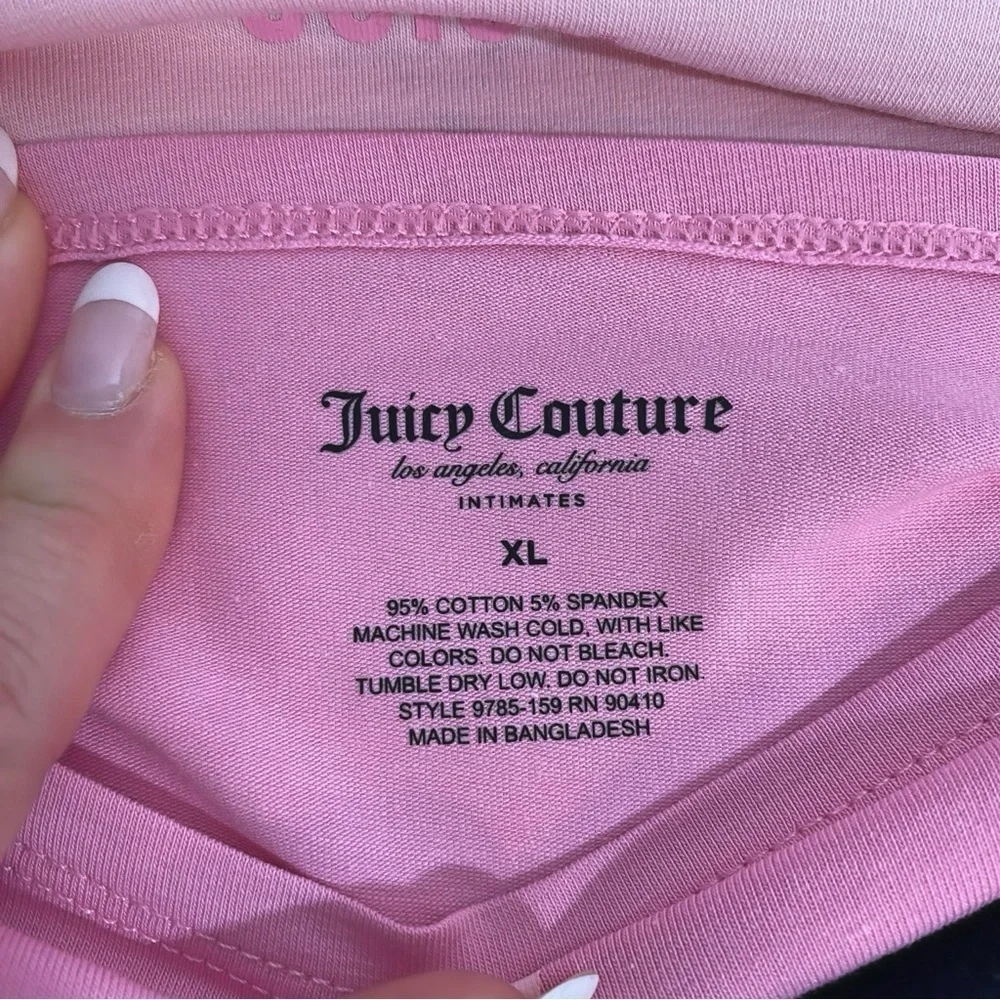 Juicy Couture
los angeles, california
INTIMATES
XL
95% COTTON 5% SPANDEX
MACHINE WASH COLD, WITH LIKE
COLORS. DO NOT BLEACH.
TUMBLE DRY LOW. DO NOT IRON.
STYLE 9785-159 RN 90410
MADE IN BANGLADESH